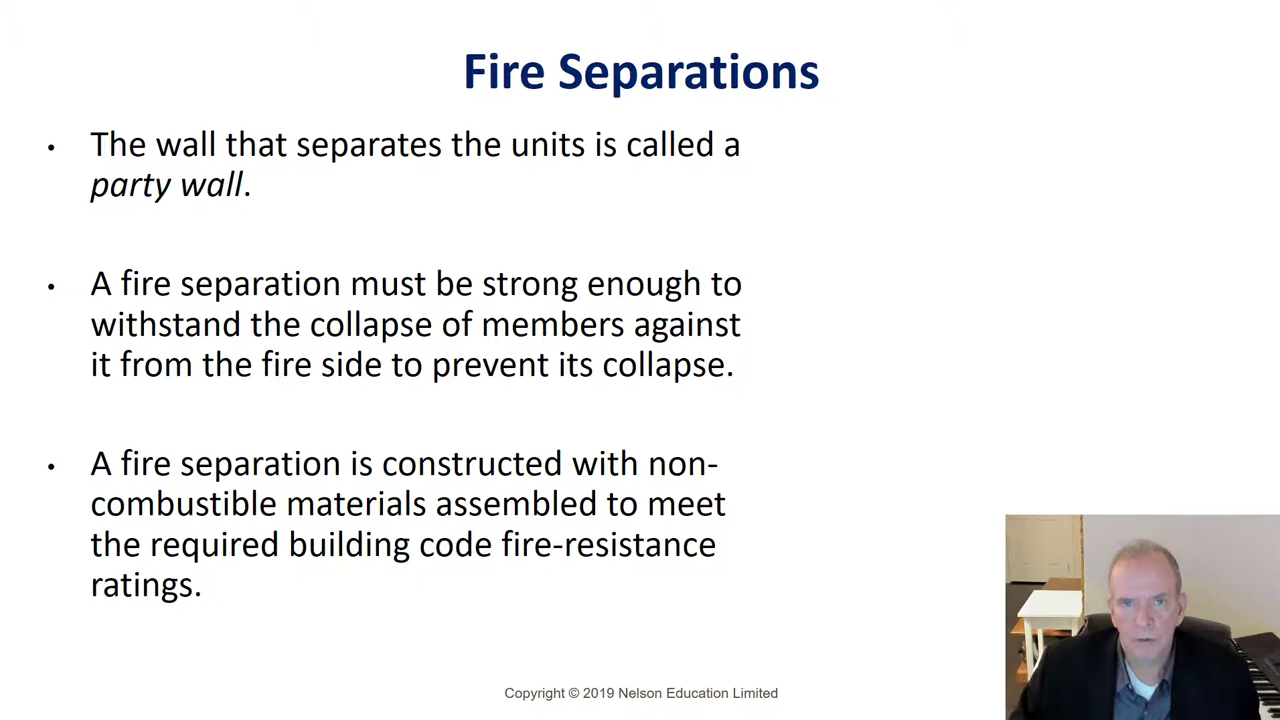 Fire Separations
• The wall that separates the units is called a
party wall.
• A fire separation must be strong enough to
withstand the collapse of members against
it from the fire side to prevent its collapse.
• A fire separation is constructed with non-
combustible materials assembled to meet
the required building code fire-resistance
ratings.
Copyright © 2019 Nelson Education Limited